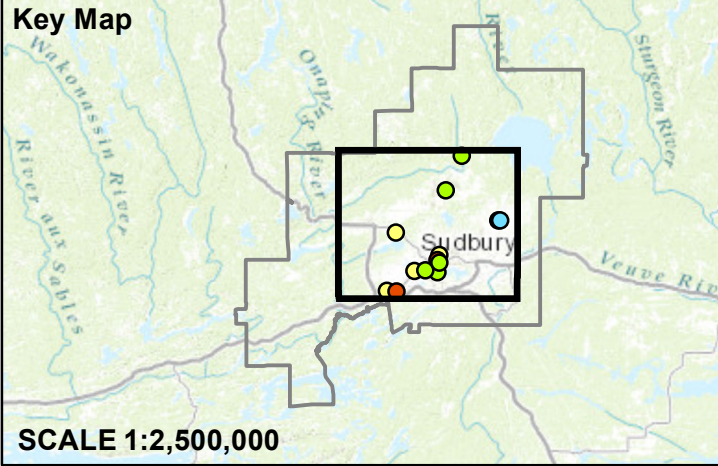 Key Map
Wakonassin River
River aux Sables
Onaping River
River
Sturgeon River
Sudbury
Veuve Riv
SCALE 1:2,500,000